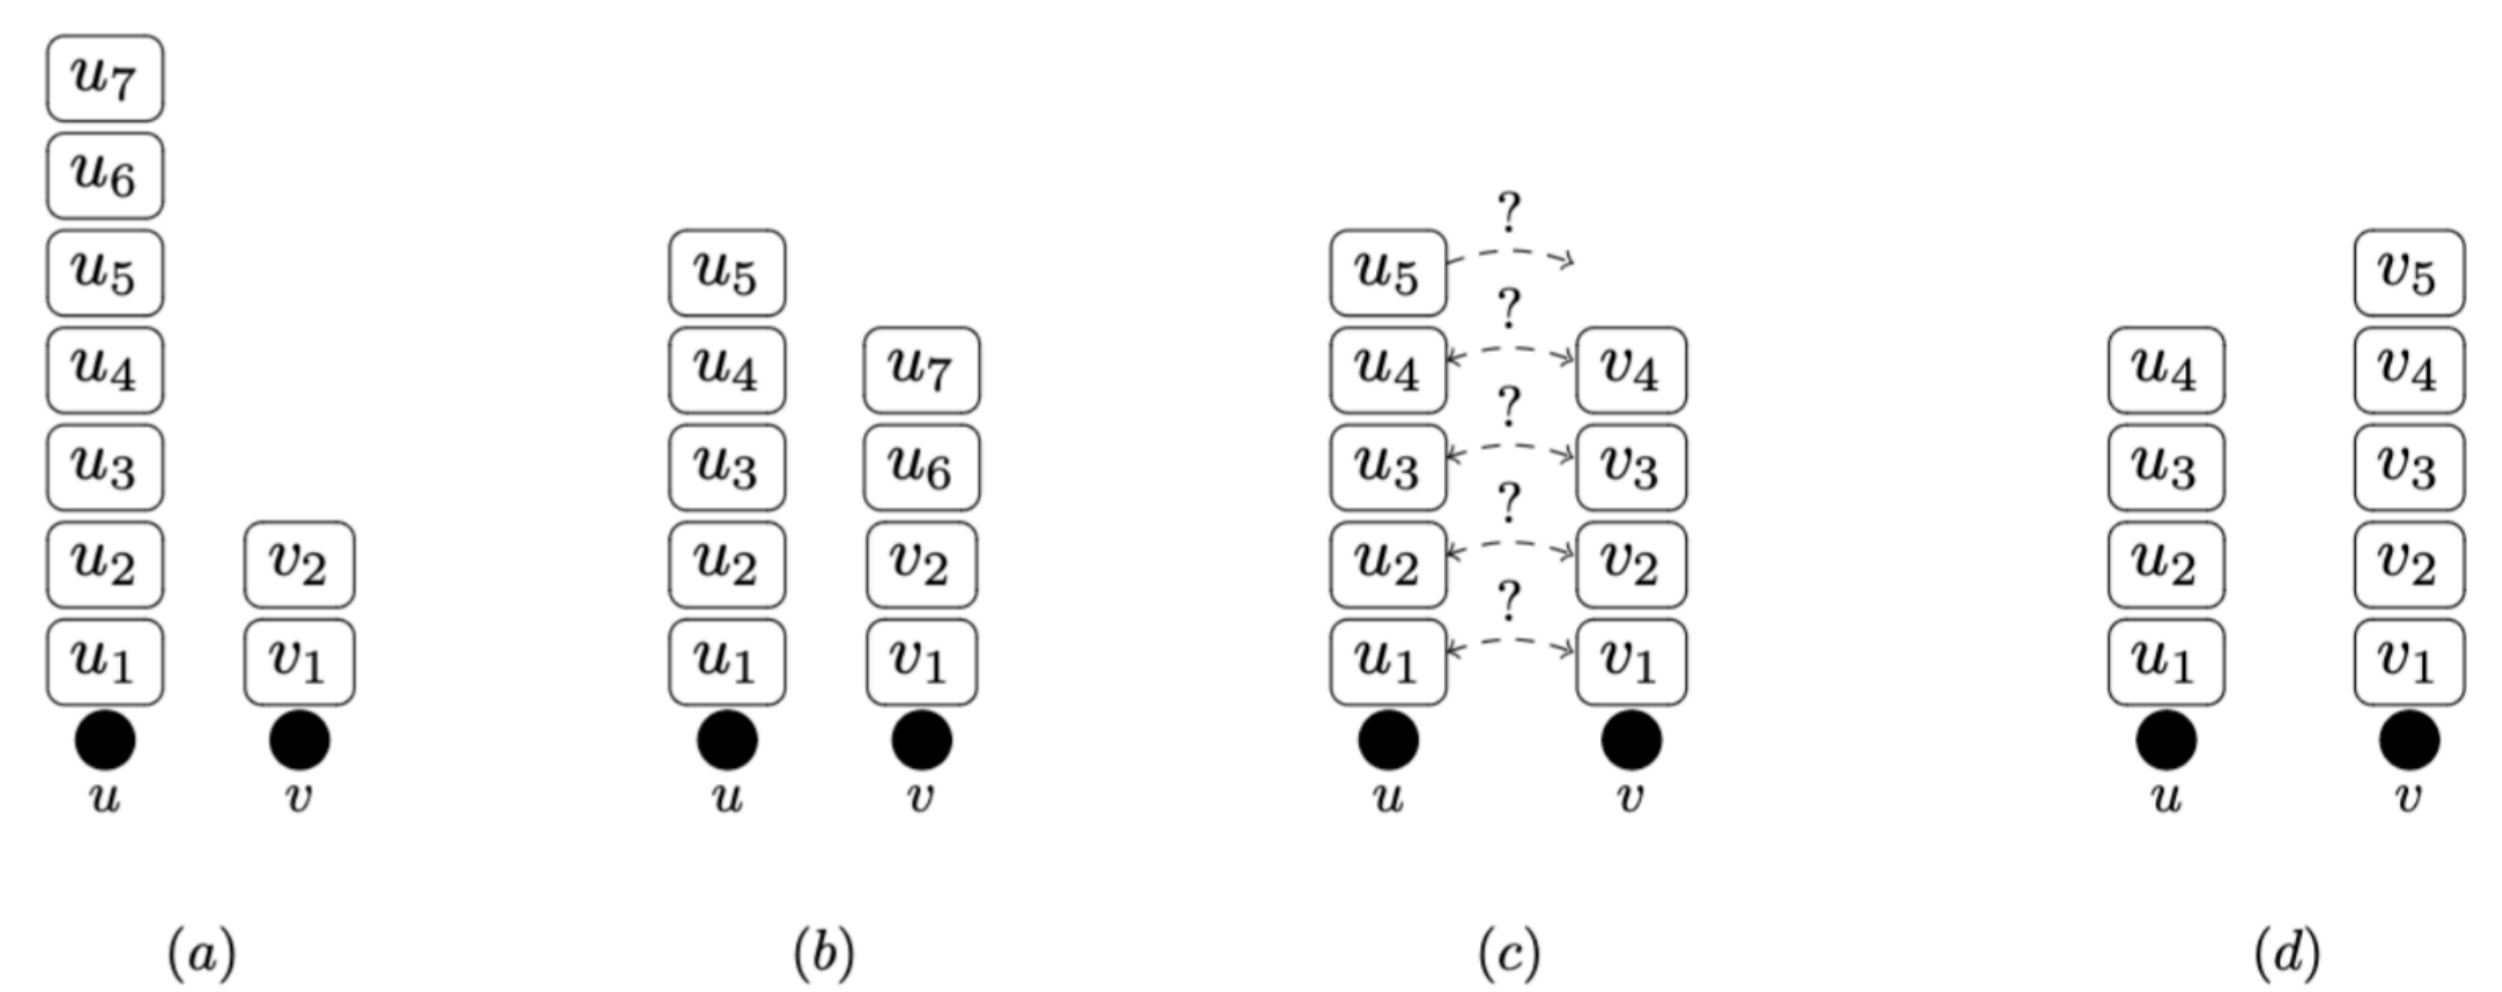 u₇
u₆
u₅ u₅ ? u₅ v₅
u₄ u₄ u₇ ? u₄ v₄ u₄ v₄
u₃ u₃ u₆ ? u₃ v₃ u₃ v₃
u₂ v₂ u₂ v₂ ? u₂ v₂ u₂ v₂
u₁ v₁ u₁ v₁ ? u₁ v₁ u₁ v₁
u v u v u v u v
(a) (b) (c) (d)